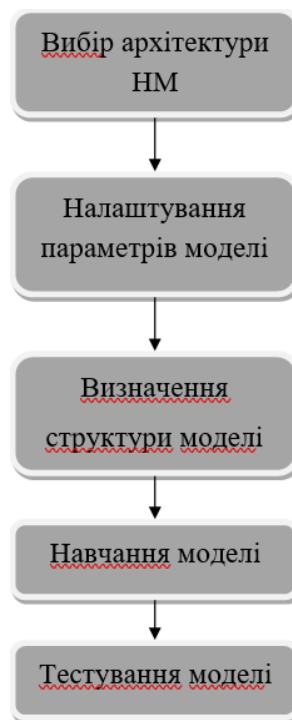 Вибір архітектури
НМ
Налаштування
параметрів моделі
Визначення
структури моделі
Навчання моделі
Тестування моделі